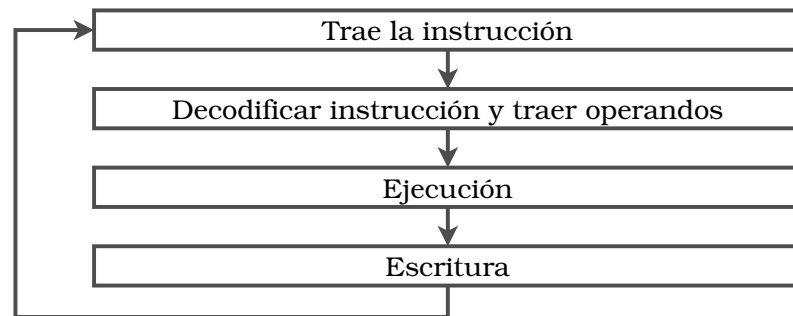 Trae la instrucción
Decodificar instrucción y traer operandos
Ejecución
Escritura